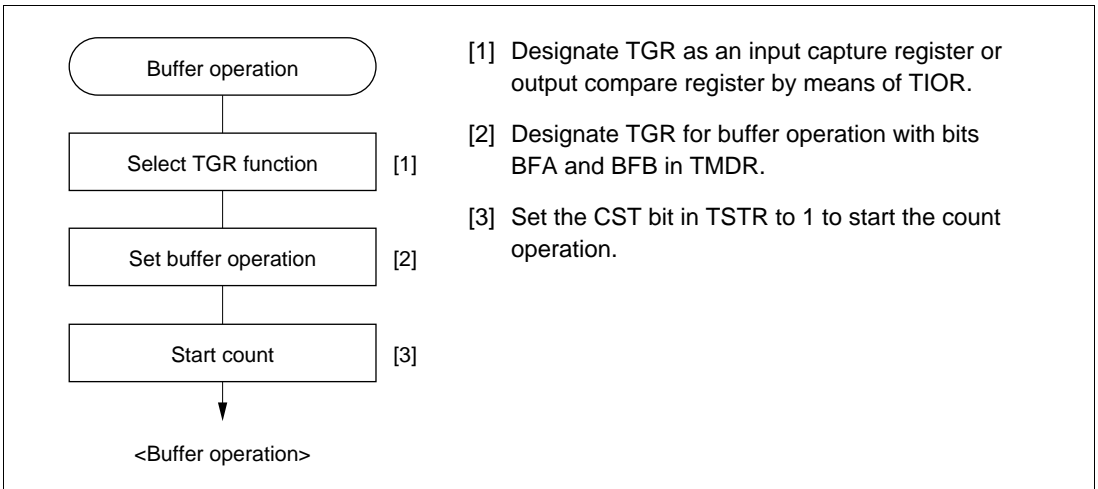 Buffer operation
Select TGR function
[1]
Set buffer operation
[2]
Start count
[3]
<Buffer operation>
[1] Designate TGR as an input capture register or
output compare register by means of TIOR.
[2] Designate TGR for buffer operation with bits
BFA and BFB in TMDR.
[3] Set the CST bit in TSTR to 1 to start the count
operation.